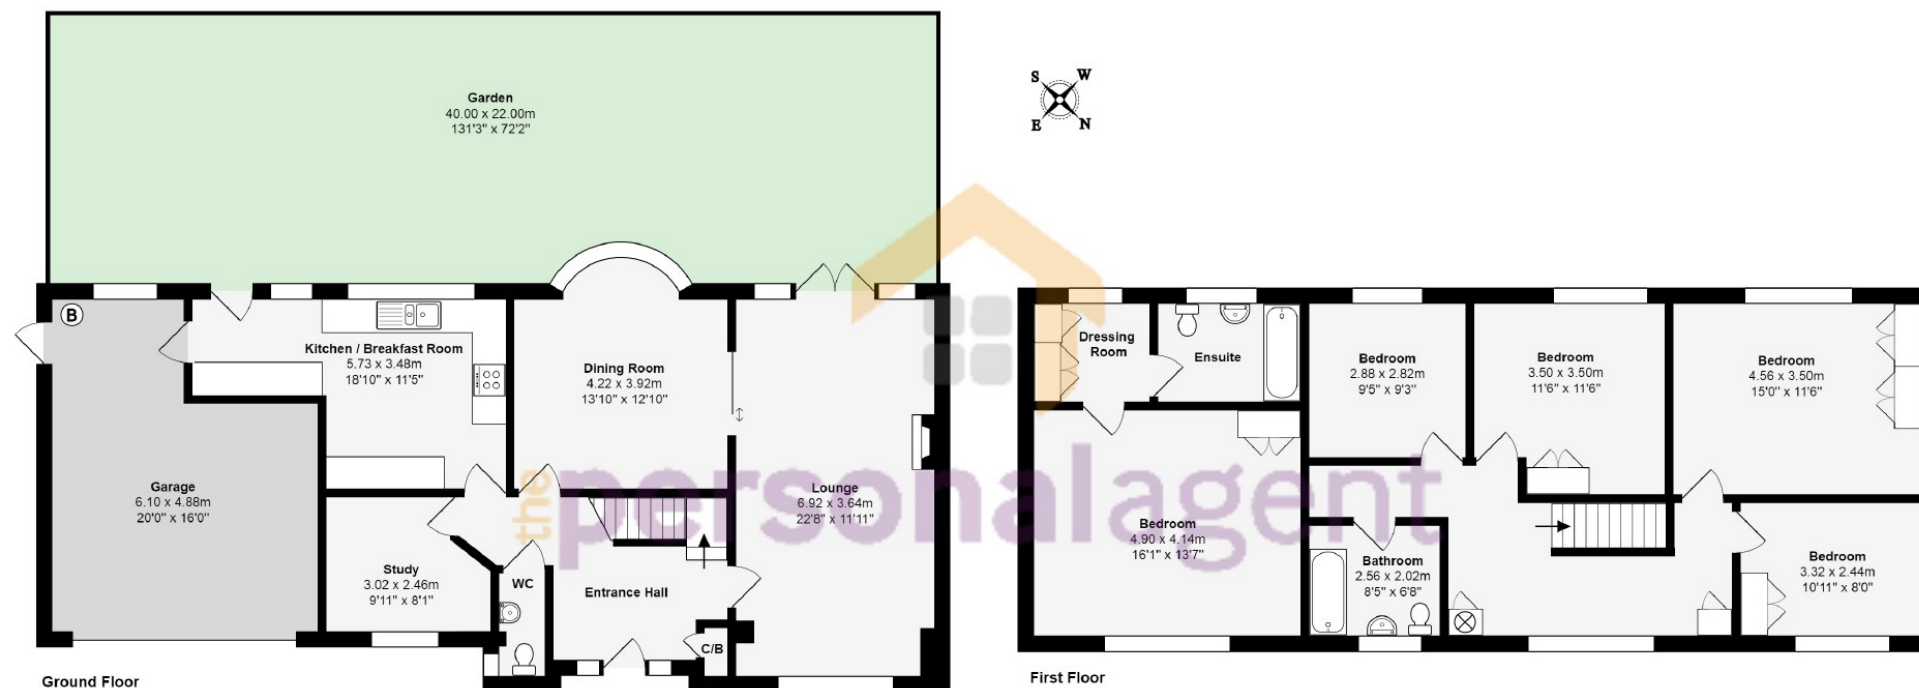 Garden
40.00 x 22.00m
131'3" x 72'2"
S W
E N
B
Kitchen / Breakfast Room
5.73 x 3.48m
18'10" x 11'5"
Dining Room
4.22 x 3.92m
13'10" x 12'10"
Garage
6.10 x 4.88m
20'0" x 16'0"
Lounge
6.92 x 3.64m
22'8" x 11'11"
Study
3.02 x 2.46m
9'11" x 8'1"
WC
Entrance Hall
C/B
Ground Floor
the personalagent
Dressing
Room
Ensuite
Bedroom
2.88 x 2.82m
9'5" x 9'3"
Bedroom
3.50 x 3.50m
11'6" x 11'6"
Bedroom
4.56 x 3.50m
15'0" x 11'6"
Bedroom
4.90 x 4.14m
16'1" x 13'7"
Bathroom
2.56 x 2.02m
8'5" x 6'8"
Bedroom
3.32 x 2.44m
10'11" x 8'0"
First Floor